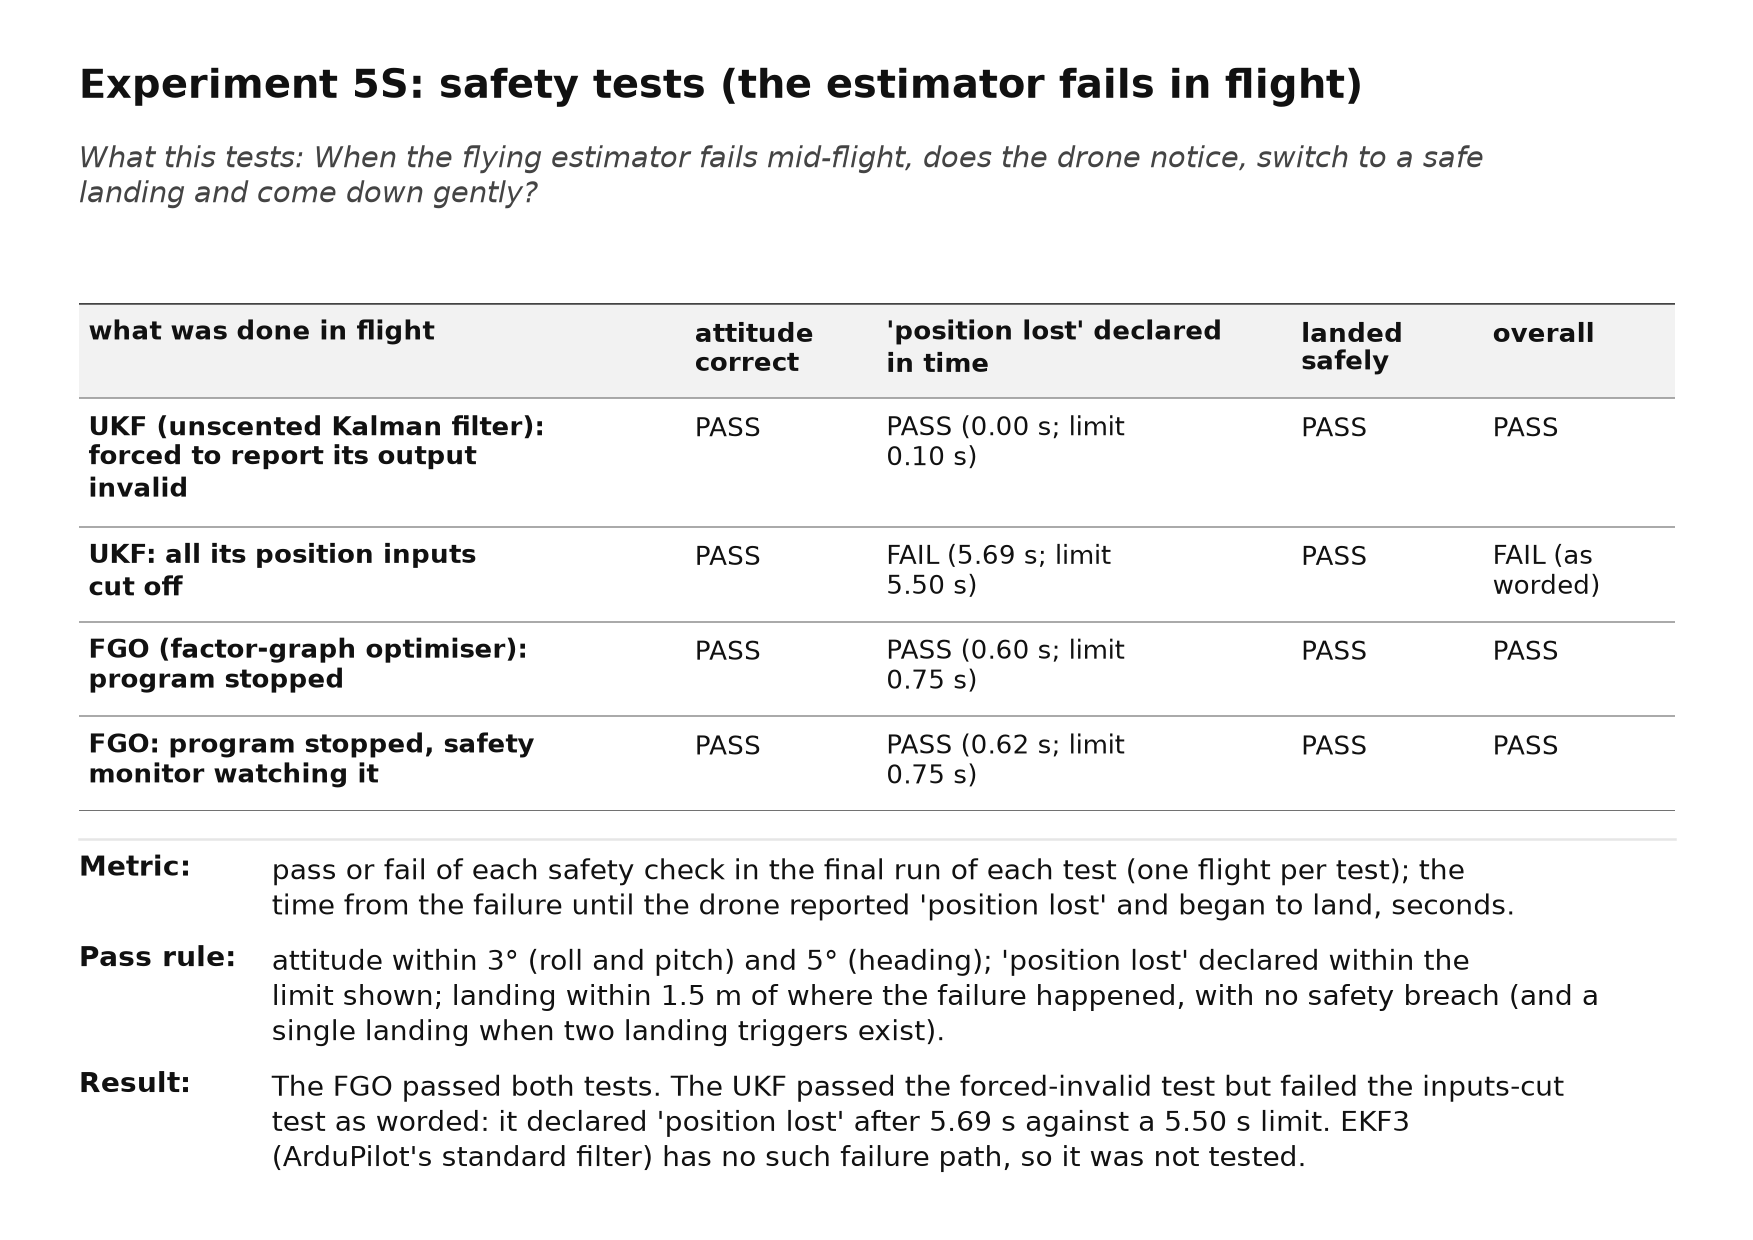 Experiment 5S: safety tests (the estimator fails in flight)
What this tests: When the flying estimator fails mid-flight, does the drone notice, switch to a safe
landing and come down gently?
what was done in flight
attitude
correct
'position lost' declared
in time
landed
safely
overall
UKF (unscented Kalman filter):
forced to report its output
invalid
PASS
PASS (0.00 s; limit
0.10 s)
PASS
PASS
UKF: all its position inputs
cut off
PASS
FAIL (5.69 s; limit
5.50 s)
PASS
FAIL (as
worded)
FGO (factor-graph optimiser):
program stopped
PASS
PASS (0.60 s; limit
0.75 s)
PASS
PASS
FGO: program stopped, safety
monitor watching it
PASS
PASS (0.62 s; limit
0.75 s)
PASS
PASS
Metric:
pass or fail of each safety check in the final run of each test (one flight per test); the
time from the failure until the drone reported 'position lost' and began to land, seconds.
Pass rule:
attitude within 3° (roll and pitch) and 5° (heading); 'position lost' declared within the
limit shown; landing within 1.5 m of where the failure happened, with no safety breach (and a
single landing when two landing triggers exist).
Result:
The FGO passed both tests. The UKF passed the forced-invalid test but failed the inputs-cut
test as worded: it declared 'position lost' after 5.69 s against a 5.50 s limit. EKF3
(ArduPilot's standard filter) has no such failure path, so it was not tested.